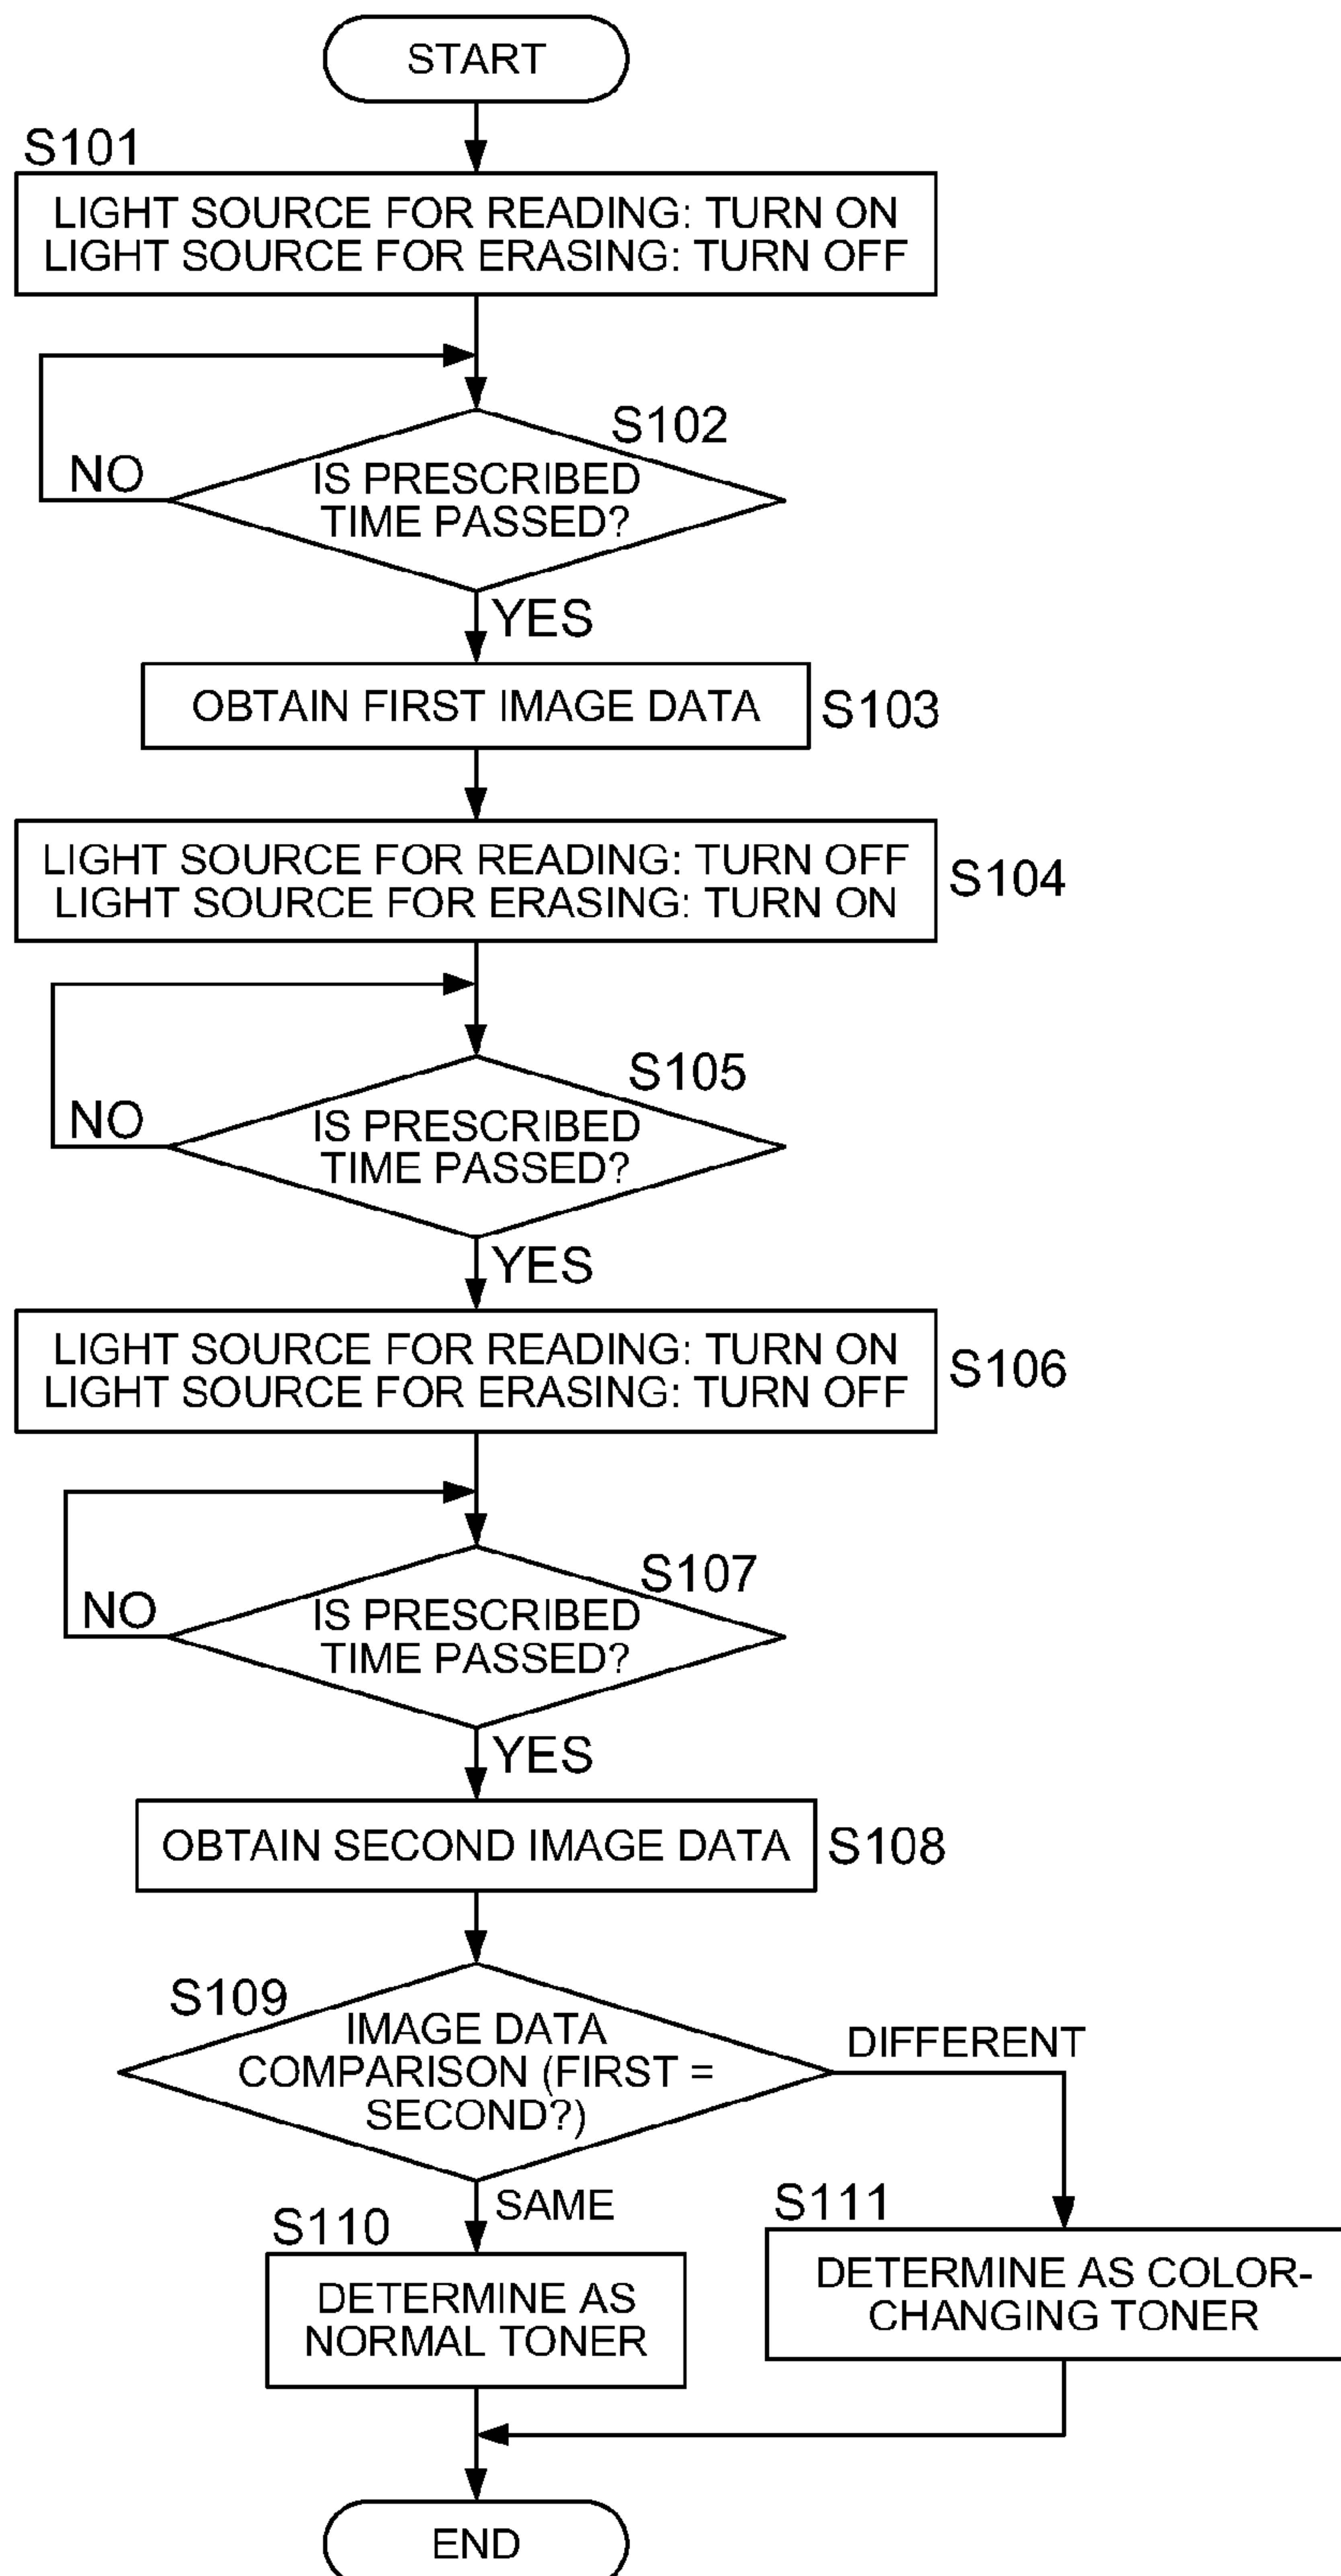 START
S101
LIGHT SOURCE FOR READING: TURN ON
LIGHT SOURCE FOR ERASING: TURN OFF
S102
NO
IS PRESCRIBED
TIME PASSED?
YES
OBTAIN FIRST IMAGE DATA
S103
LIGHT SOURCE FOR READING: TURN OFF
LIGHT SOURCE FOR ERASING: TURN ON
S104
S105
NO
IS PRESCRIBED
TIME PASSED?
YES
LIGHT SOURCE FOR READING: TURN ON
LIGHT SOURCE FOR ERASING: TURN OFF
S106
S107
NO
IS PRESCRIBED
TIME PASSED?
YES
OBTAIN SECOND IMAGE DATA
S108
S109
IMAGE DATA
COMPARISON (FIRST =
SECOND?)
DIFFERENT
SAME
S110
DETERMINE AS
NORMAL TONER
S111
DETERMINE AS COLOR-
CHANGING TONER
END